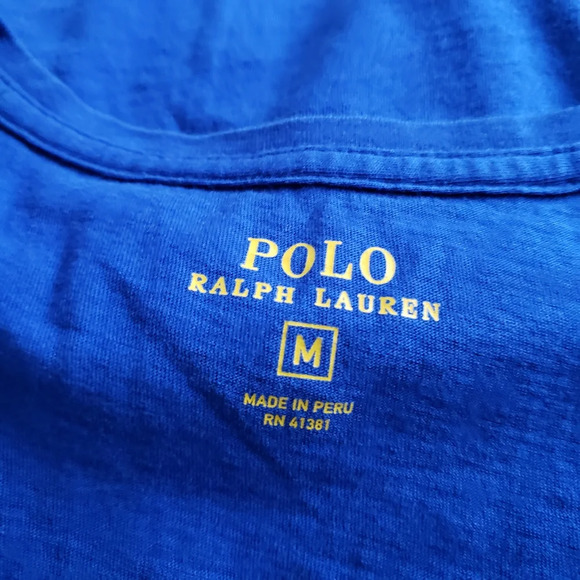 POLO
RALPH LAUREN
M
MADE IN PERU
RN 41381